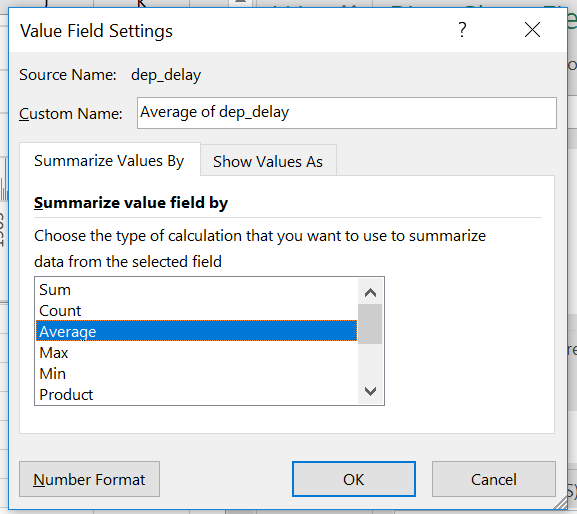 Value Field Settings
?
Source Name: dep_delay
Custom Name: Average of dep_delay
Summarize Values By
Show Values As
Summarize value field by
Choose the type of calculation that you want to use to summarize
data from the selected field
Sum
Count
Average
Max
Min
Product
Number Format
OK
Cancel